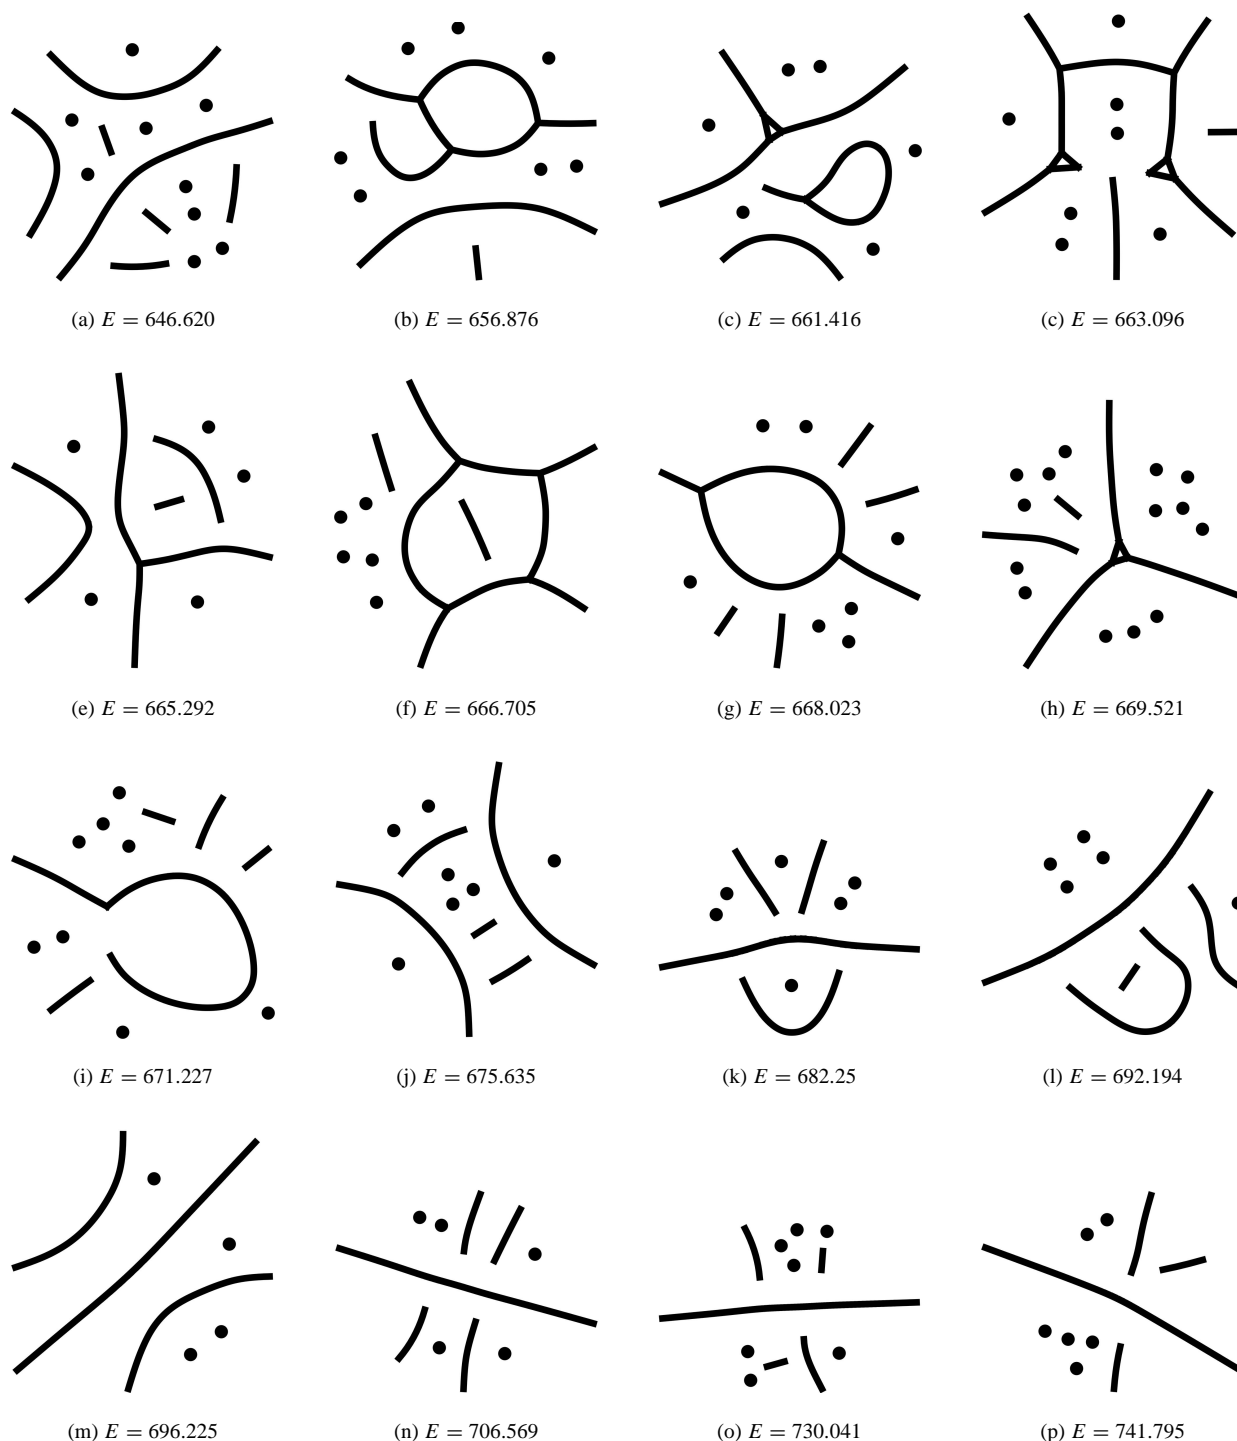 (a) E = 646.620 (b) E = 656.876 (c) E = 661.416 (c) E = 663.096
(e) E = 665.292 (f) E = 666.705 (g) E = 668.023 (h) E = 669.521
(i) E = 671.227 (j) E = 675.635 (k) E = 682.25 (l) E = 692.194
(m) E = 696.225 (n) E = 706.569 (o) E = 730.041 (p) E = 741.795